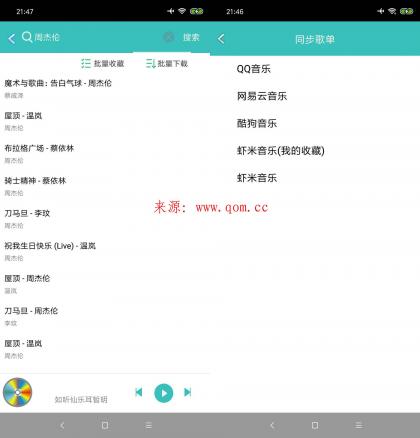 21:47
周杰伦
搜索
批量收藏 批量下载
魔术与歌曲：告白气球 - 周杰伦
蔡威泽
屋顶 - 温岚
周杰伦
布拉格广场 - 蔡依林
周杰伦
骑士精神 - 蔡依林
周杰伦
刀马旦 - 李玟
周杰伦
祝我生日快乐 (Live) - 温岚
周杰伦
屋顶 - 周杰伦
温岚
刀马旦 - 周杰伦
李玟
屋顶 - 温岚
周杰伦
如听仙乐耳暂明
21:46
同步歌单
QQ音乐
网易云音乐
酷狗音乐
虾米音乐(我的收藏)
虾米音乐
来源：www.qom.cc